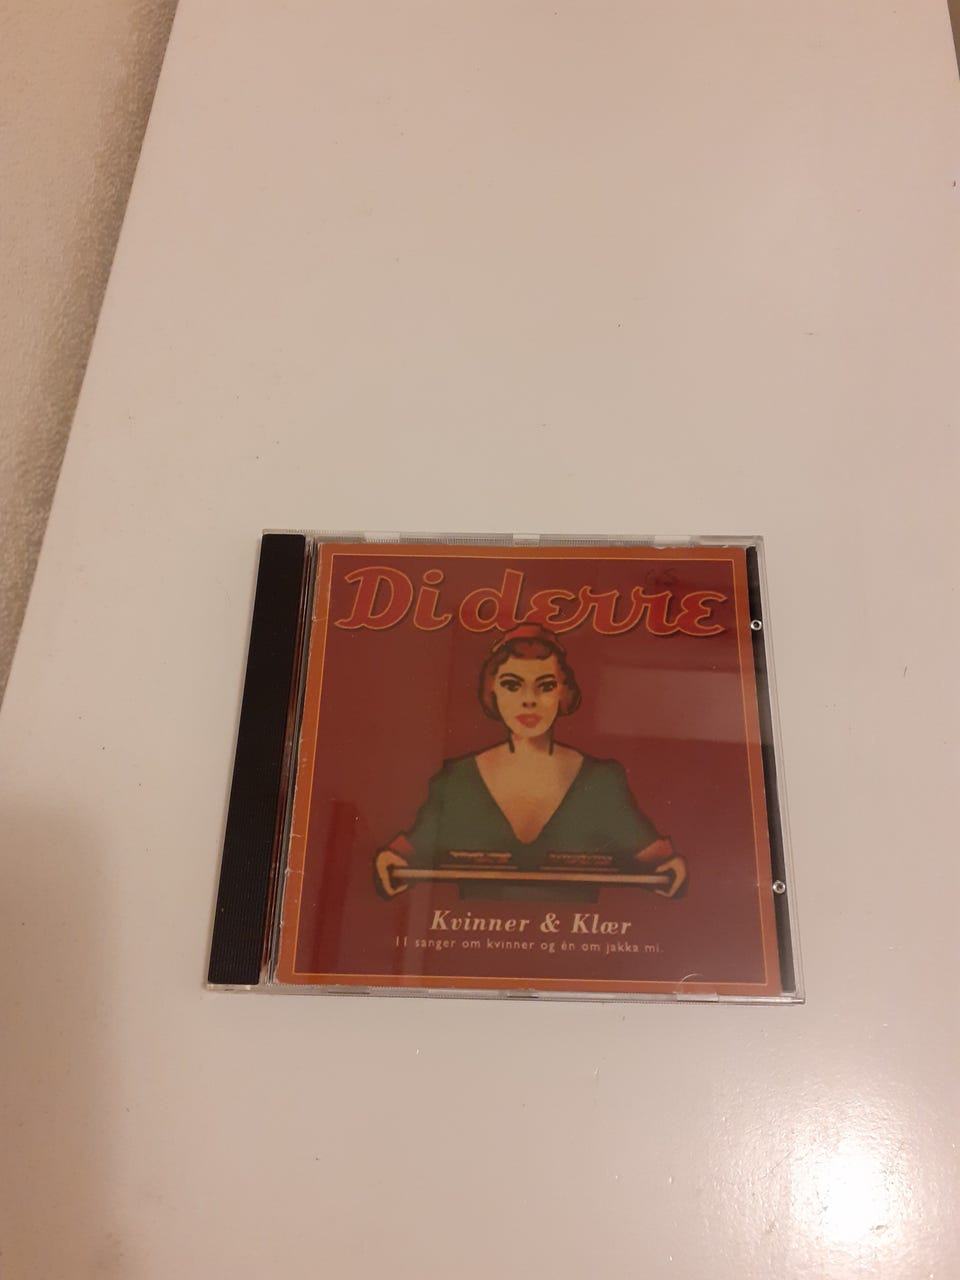 Di derre
Kvinner & Klær
11 sanger om kvinner og én om jakka mi.